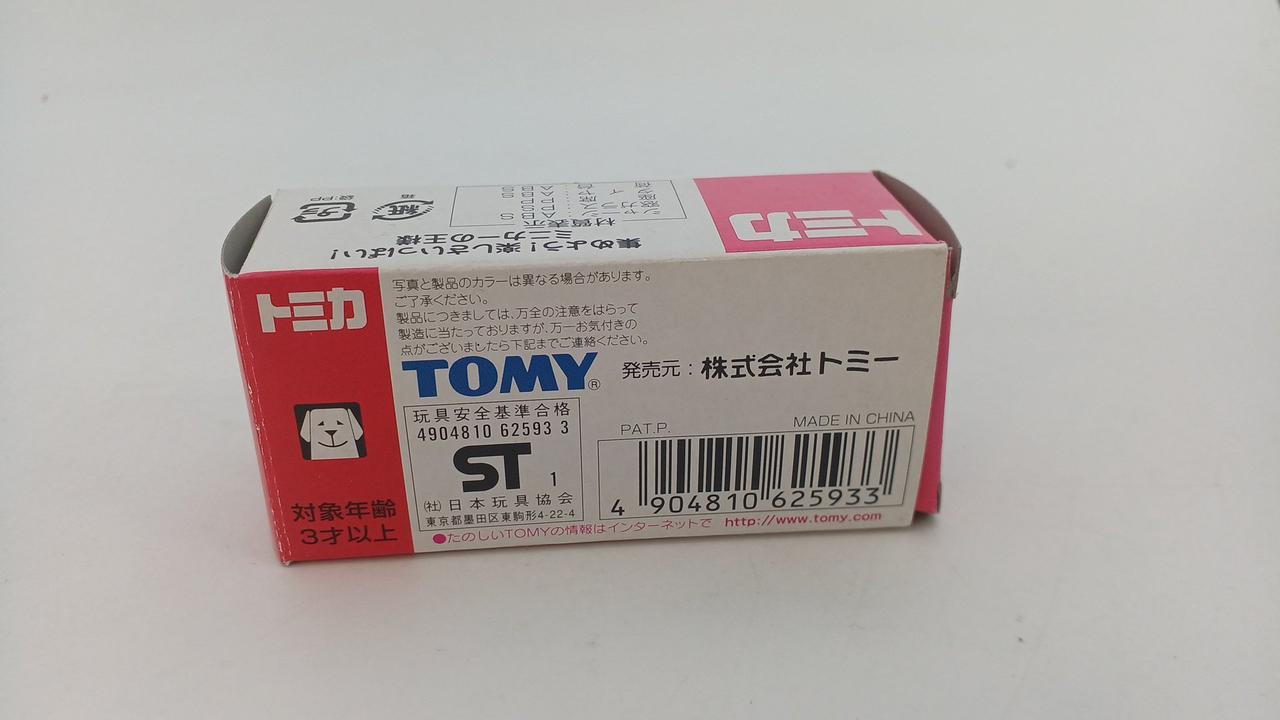 トミカ
集めよう！楽しさいっぱい！
ミニカーの王様
材質表示
紙
箱
プラ
袋:PP
トミカ
写真と製品のカラーは異なる場合があります。
ご了承ください。
製品につきましては、万全の注意をはらって
製造に当たっておりますが、万一お気付きの
点がございましたら下記までご連絡ください。
TOMY®
発売元：株式会社トミー
玩具安全基準合格
4904810 62593 3
ST 1
(社)日本玩具協会
東京都墨田区東駒形4-22-4
PAT.P.
MADE IN CHINA
4 904810 625933
対象年齢
3才以上
●たのしいTOMYの情報はインターネットで http://www.tomy.com